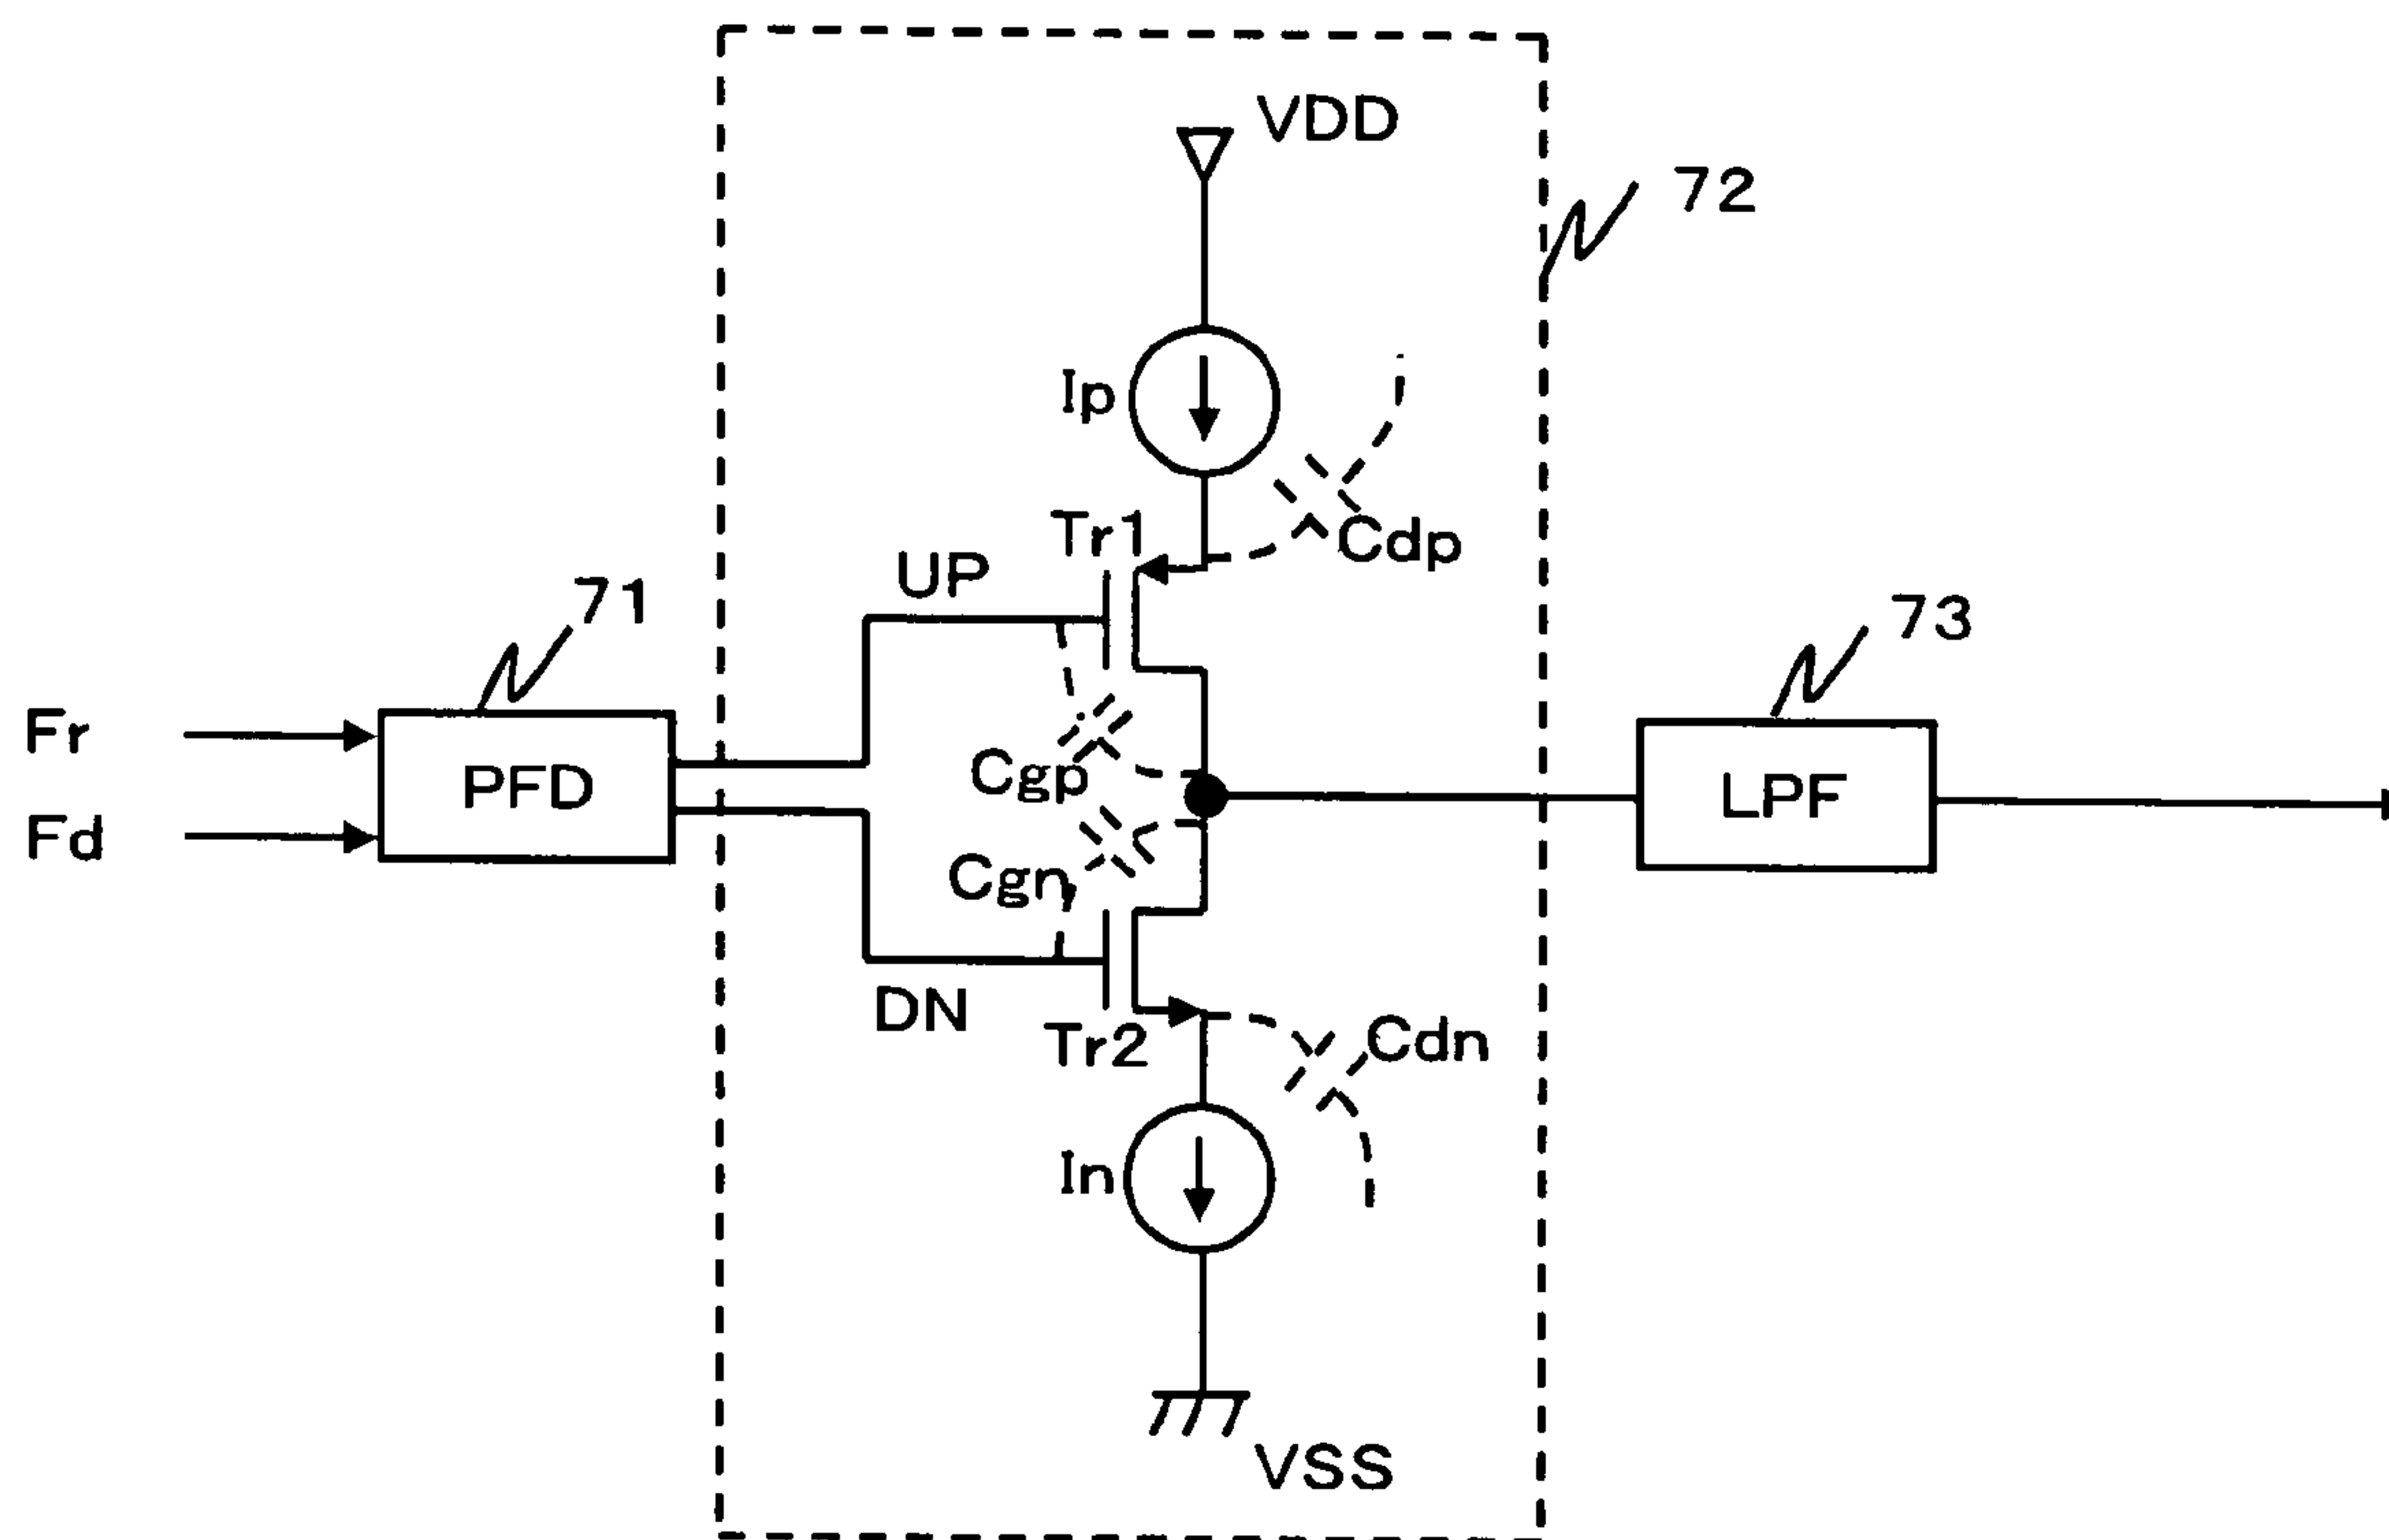 VDD
72
Ip
Tr1
Cdp
UP
71
73
Fr
PFD
Cgp
LPF
Fd
Cgn
DN
Tr2
Cdn
In
VSS